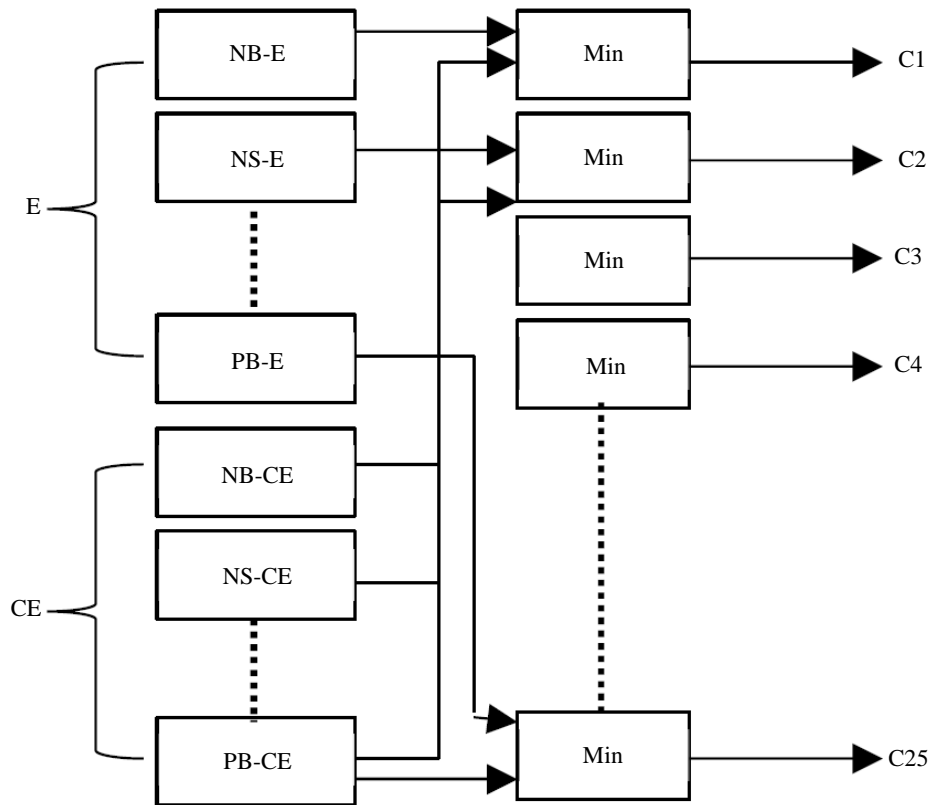 NB-E
Min
C1
NS-E
Min
C2
E
Min
C3
PB-E
Min
C4
NB-CE
NS-CE
CE
PB-CE
Min
C25